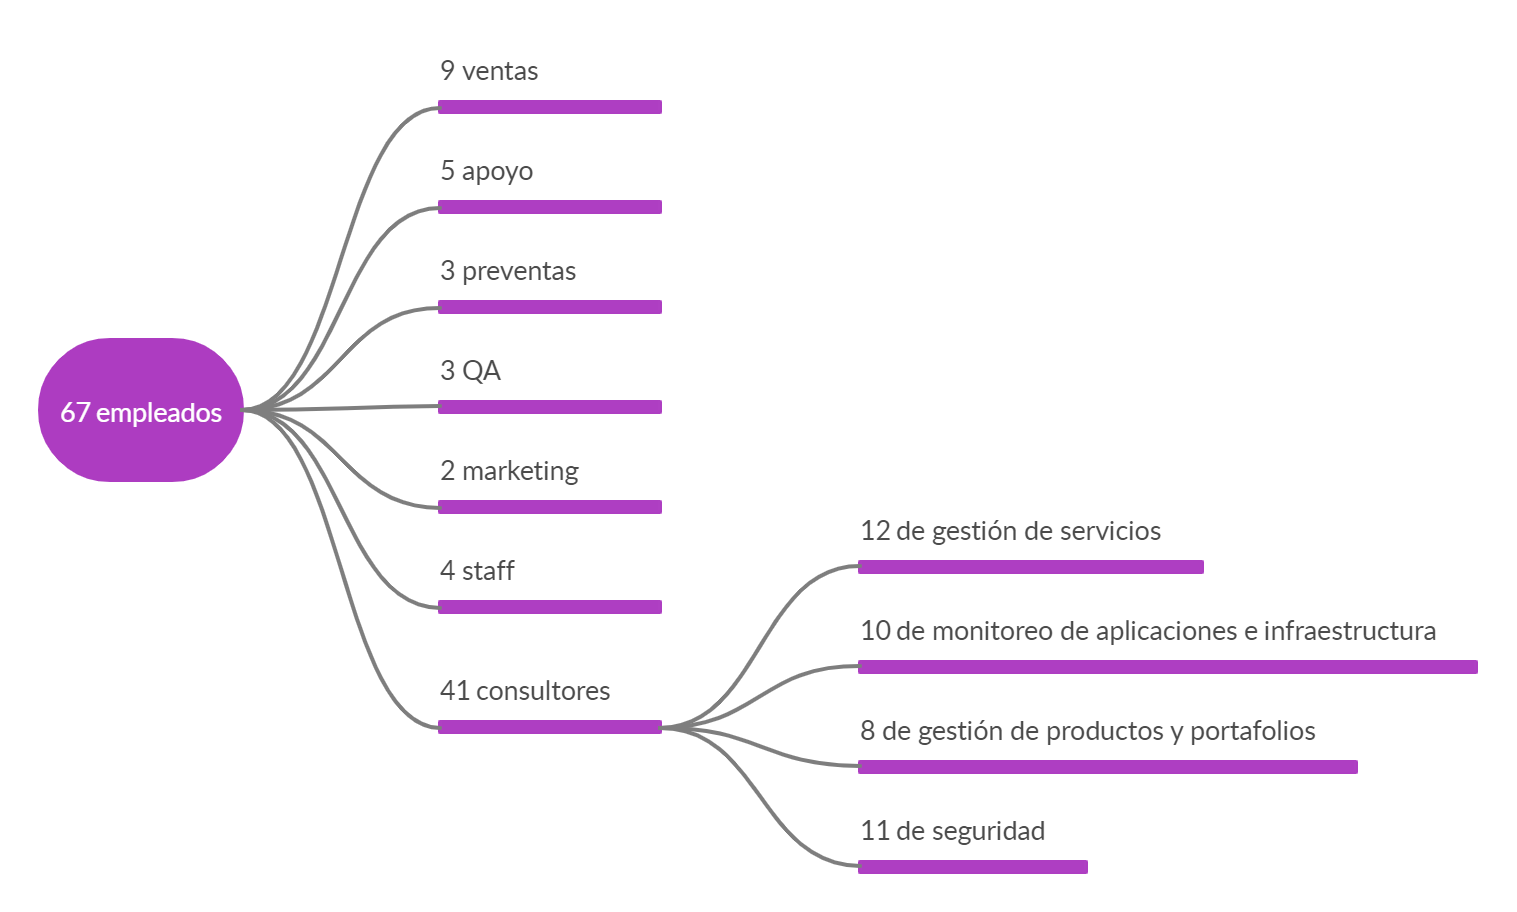 67 empleados
9 ventas
5 apoyo
3 preventas
3 QA
2 marketing
4 staff
41 consultores
12 de gestión de servicios
10 de monitoreo de aplicaciones e infraestructura
8 de gestión de productos y portafolios
11 de seguridad